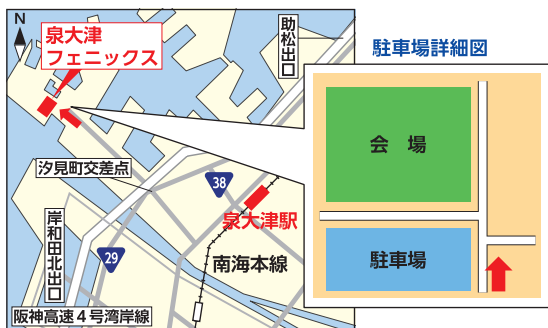 N
泉大津
フェニックス
助松出口
駐車場詳細図
会 場
汐見町交差点
38
泉大津駅
岸和田北出口
29
南海本線
駐車場
阪神高速4号湾岸線